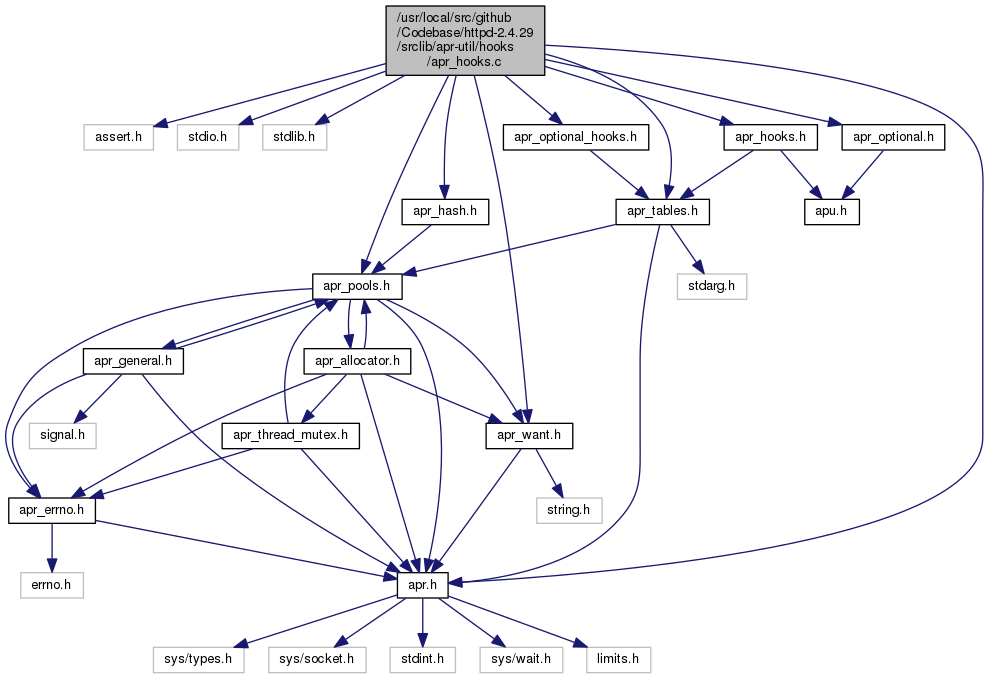 /usr/local/src/github
/Codebase/httpd-2.4.29
/srclib/apr-util/hooks
/apr_hooks.c
assert.h
stdio.h
stdlib.h
apr_optional_hooks.h
apr_hooks.h
apr_optional.h
apr_hash.h
apr_tables.h
apu.h
apr_pools.h
stdarg.h
apr_general.h
apr_allocator.h
signal.h
apr_thread_mutex.h
apr_want.h
apr_errno.h
string.h
errno.h
apr.h
sys/types.h
sys/socket.h
stdint.h
sys/wait.h
limits.h